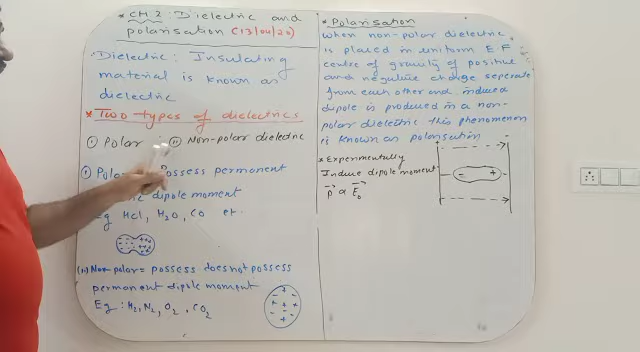 * CH 2: Dielectric and
polarisation (13/04/20)
Dielectric: Insulating
material is known as
dielectric
* Two types of dielectrics
(i) Polar (ii) Non-polar dielectric
(i) Possess permanent
dipole moment
Eg HCl, H2O, CO et.
(ii) Non-polar = possess does not possess
permanent dipole moment
Eg: H2, N2, O2, CO2
* Polarisation
When non-polar dielectric
is placed in uniform E.F
centre of gravity of positive
and negative charge seperate
from each other and induced
dipole is produced in a non-
polar dielectric this phenomenon
is known as polarisation
* Experimentally
Induce dipole moment
p ∝ E0
− +